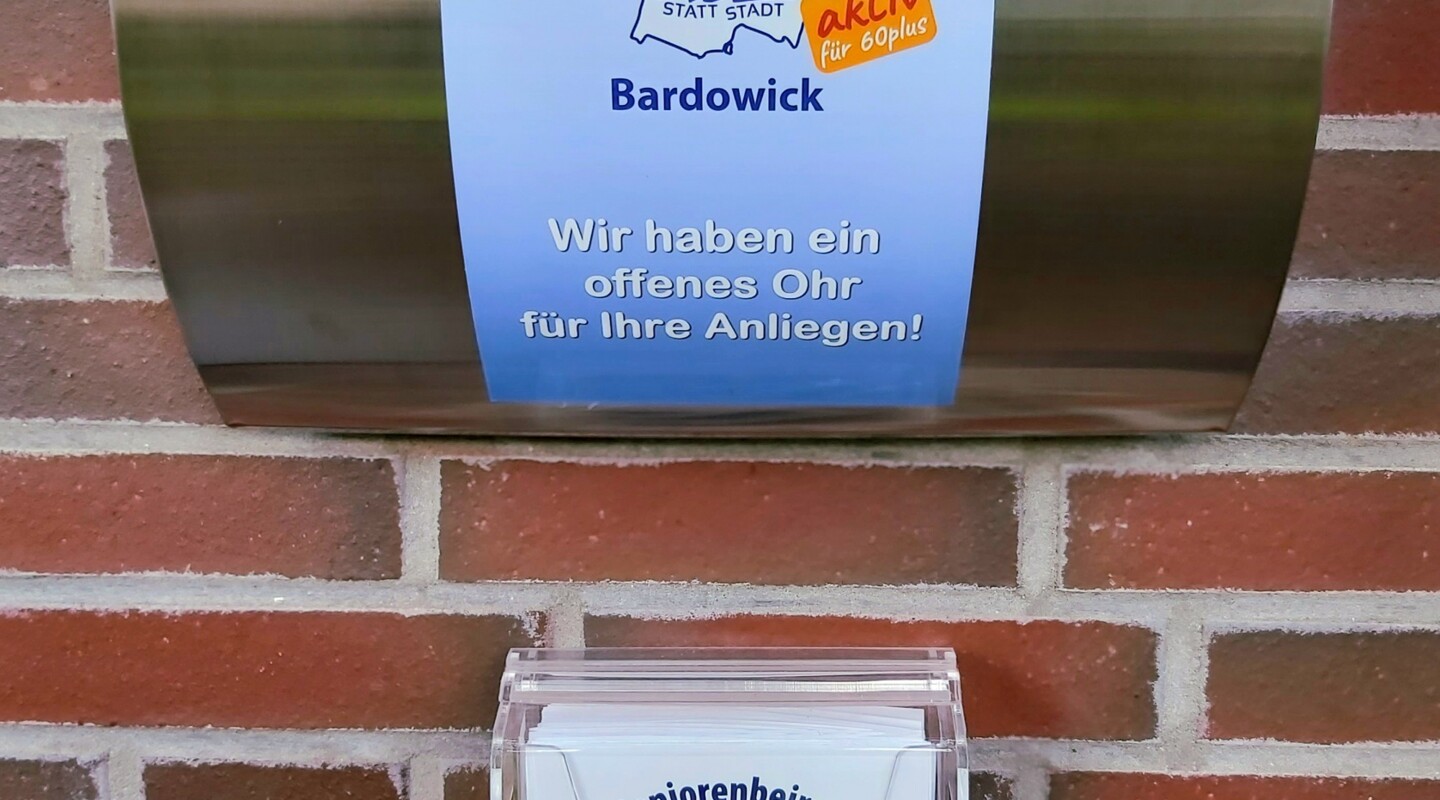 STATT STADT
aktiv
für 60plus
Bardowick
Wir haben ein
offenes Ohr
für Ihre Anliegen!